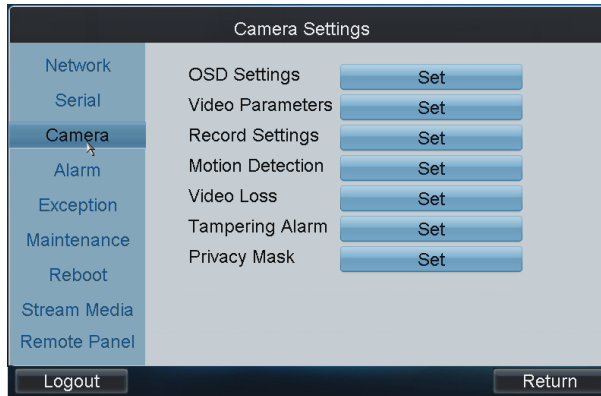 Camera Settings
Network
Serial
Camera
Alarm
Exception
Maintenance
Reboot
Stream Media
Remote Panel
OSD Settings Set
Video Parameters Set
Record Settings Set
Motion Detection Set
Video Loss Set
Tampering Alarm Set
Privacy Mask Set
Logout Return